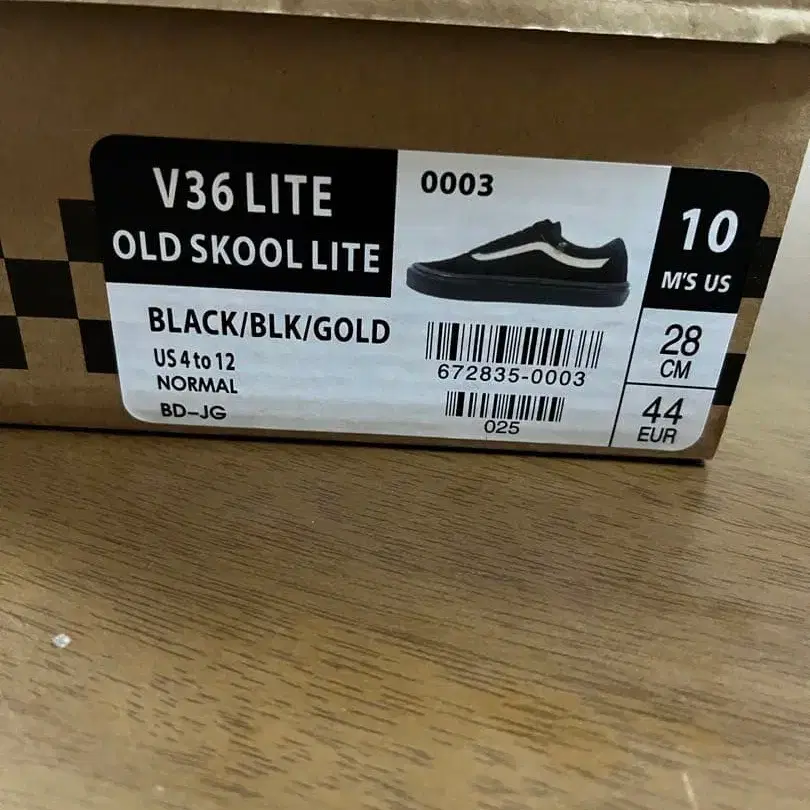 V36 LITE
OLD SKOOL LITE
BLACK/BLK/GOLD
US 4 to 12
NORMAL
BD-JG
0003
672835-0003
025
10
M'S US
28
CM
44
EUR